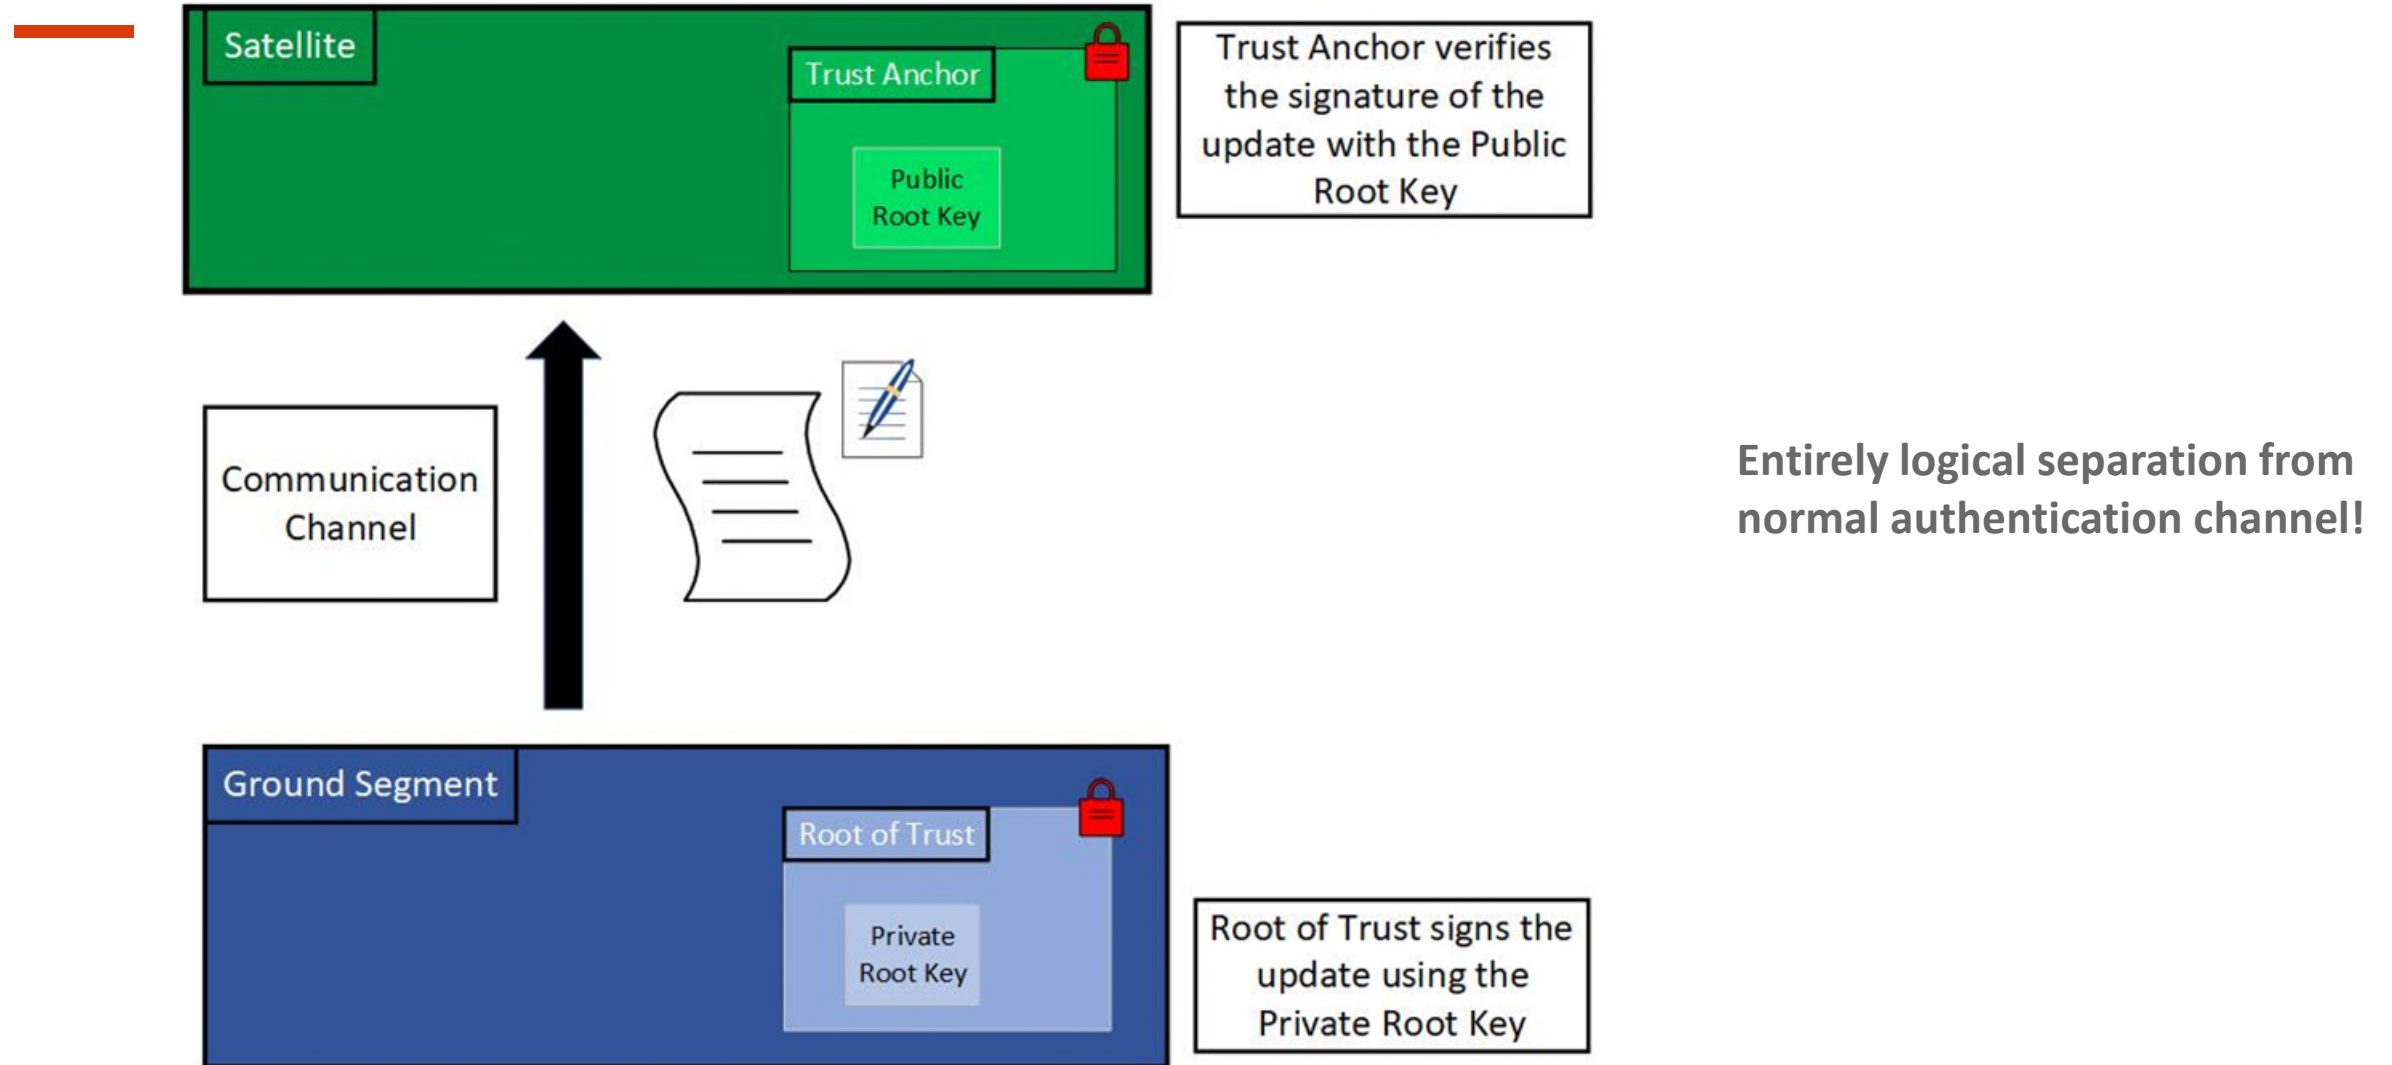 Satellite
Trust Anchor
Public
Root Key
Trust Anchor verifies
the signature of the
update with the Public
Root Key
Communication
Channel
Entirely logical separation from
normal authentication channel!
Ground Segment
Root of Trust
Private
Root Key
Root of Trust signs the
update using the
Private Root Key